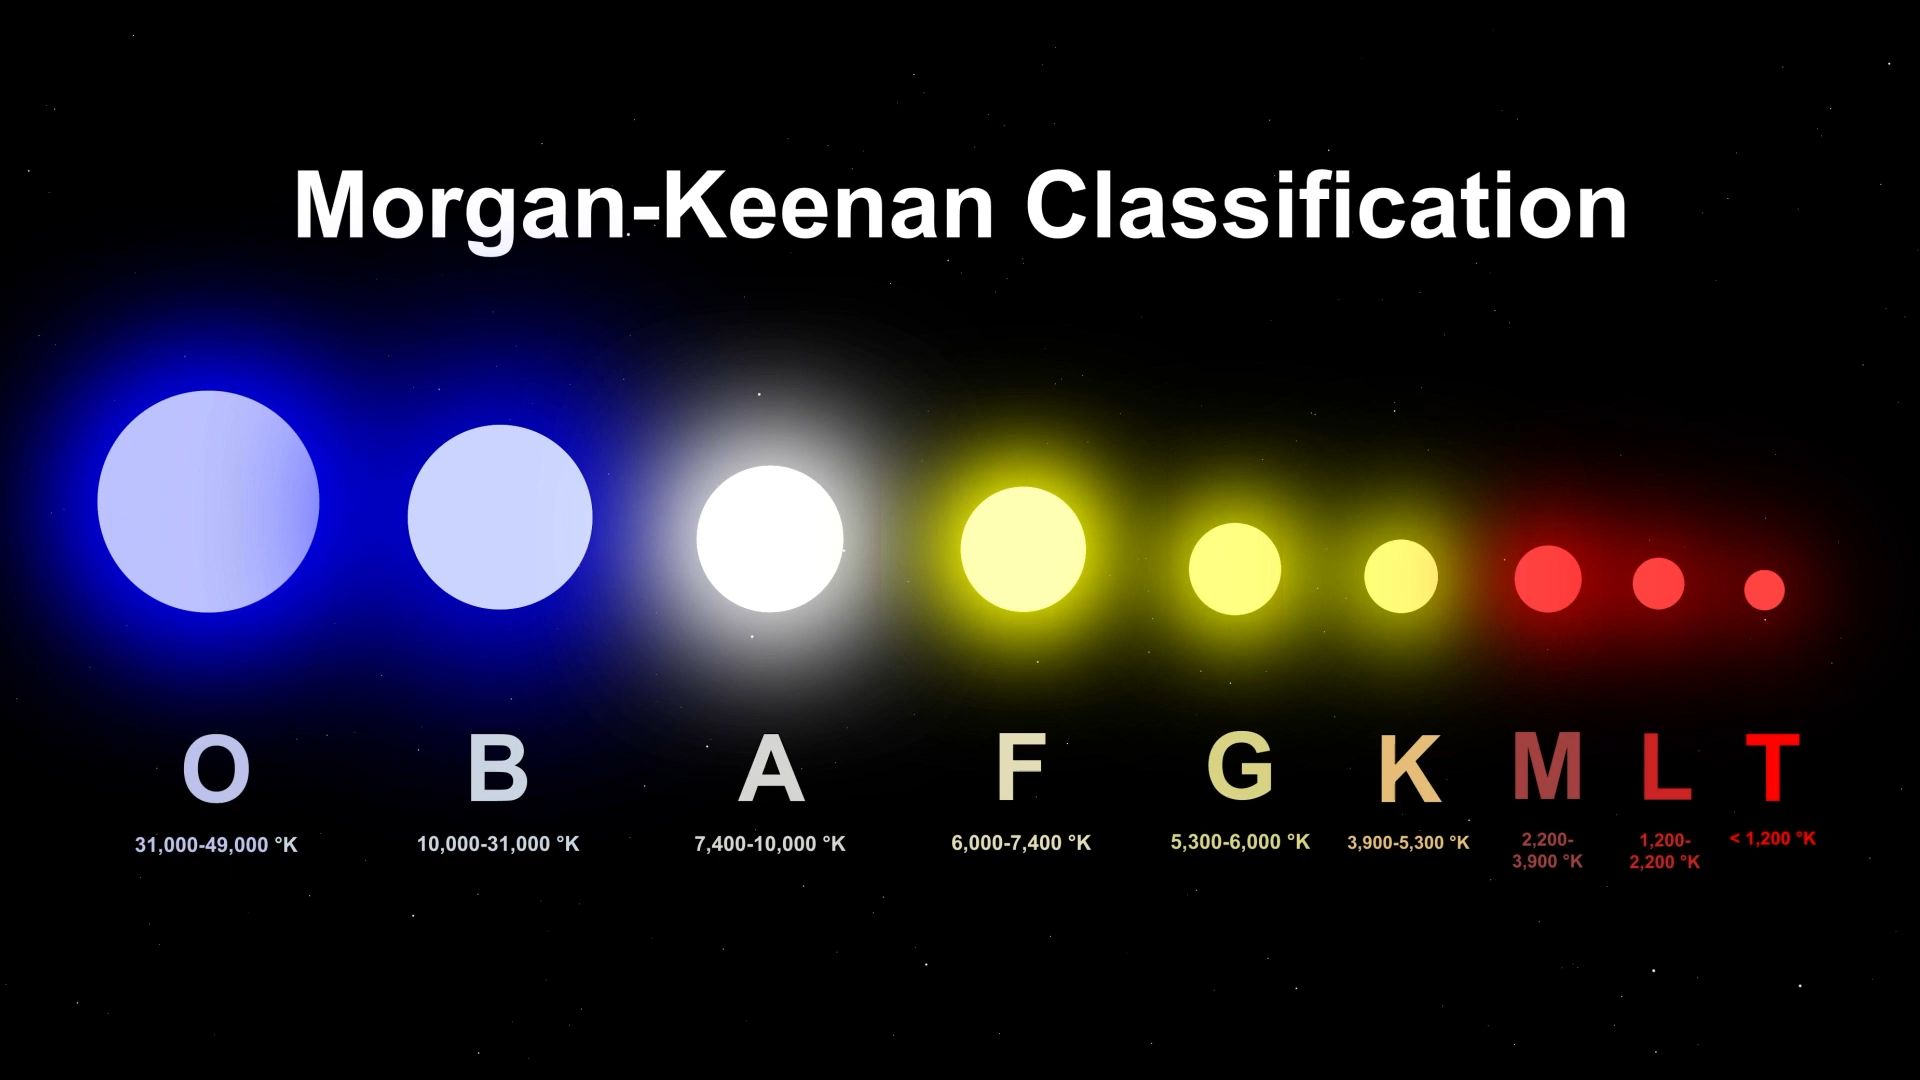 Morgan-Keenan Classification
O B A F G K M L T
31,000-49,000 °K 10,000-31,000 °K 7,400-10,000 °K 6,000-7,400 °K 5,300-6,000 °K 3,900-5,300 °K
2,200-
3,900 °K
1,200-
2,200 °K
< 1,200 °K